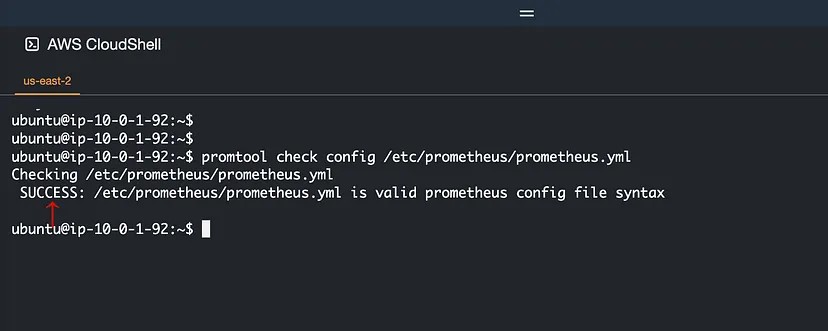 AWS CloudShell
us-east-2
ubuntu@ip-10-0-1-92:~$
ubuntu@ip-10-0-1-92:~$
ubuntu@ip-10-0-1-92:~$ promtool check config /etc/prometheus/prometheus.yml
Checking /etc/prometheus/prometheus.yml
SUCCESS: /etc/prometheus/prometheus.yml is valid prometheus config file syntax
ubuntu@ip-10-0-1-92:~$